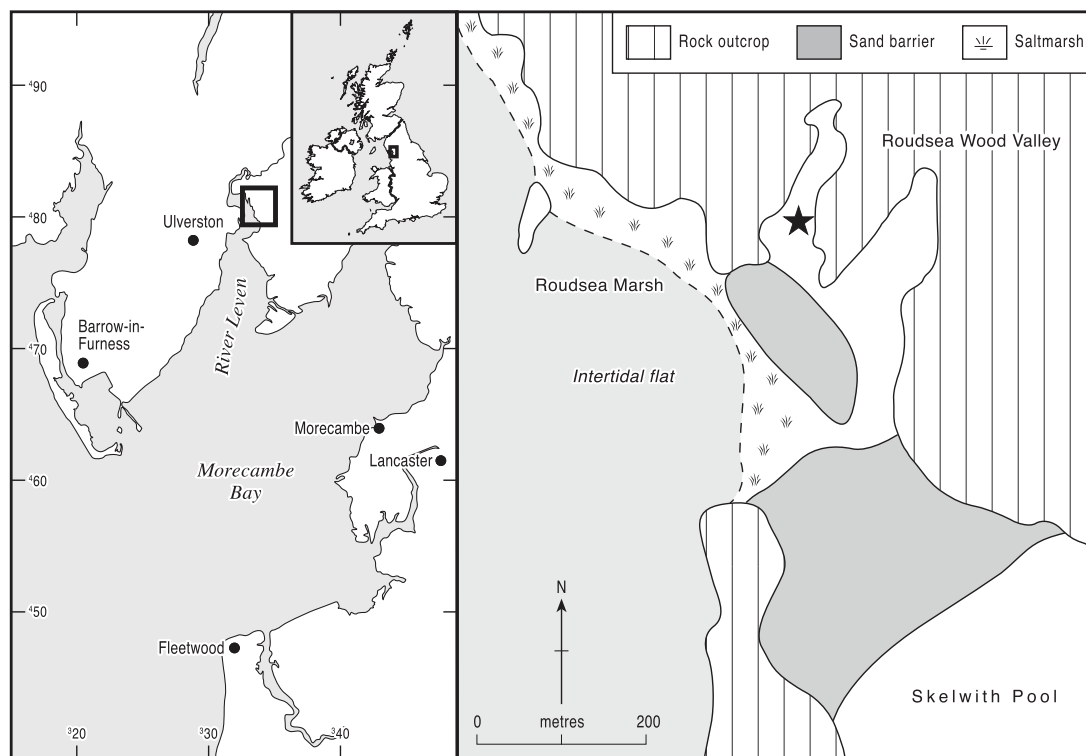 ⁴90
⁴80
⁴70
⁴60
⁴50
³20
³30
³40
Ulverston
River Leven
Barrow-in-
Furness
Morecambe
Lancaster
Morecambe
Bay
Fleetwood
Rock outcrop
Sand barrier
Saltmarsh
Roudsea Wood Valley
Roudsea Marsh
Intertidal flat
N
0 metres 200
Skelwith Pool